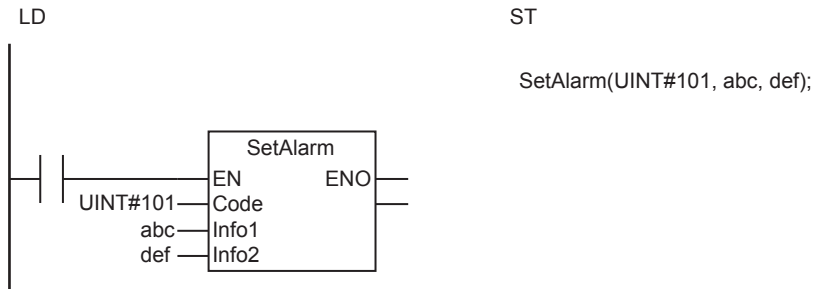 LD
ST
SetAlarm(UINT#101, abc, def);
SetAlarm
EN ENO
UINT#101 Code
abc Info1
def Info2